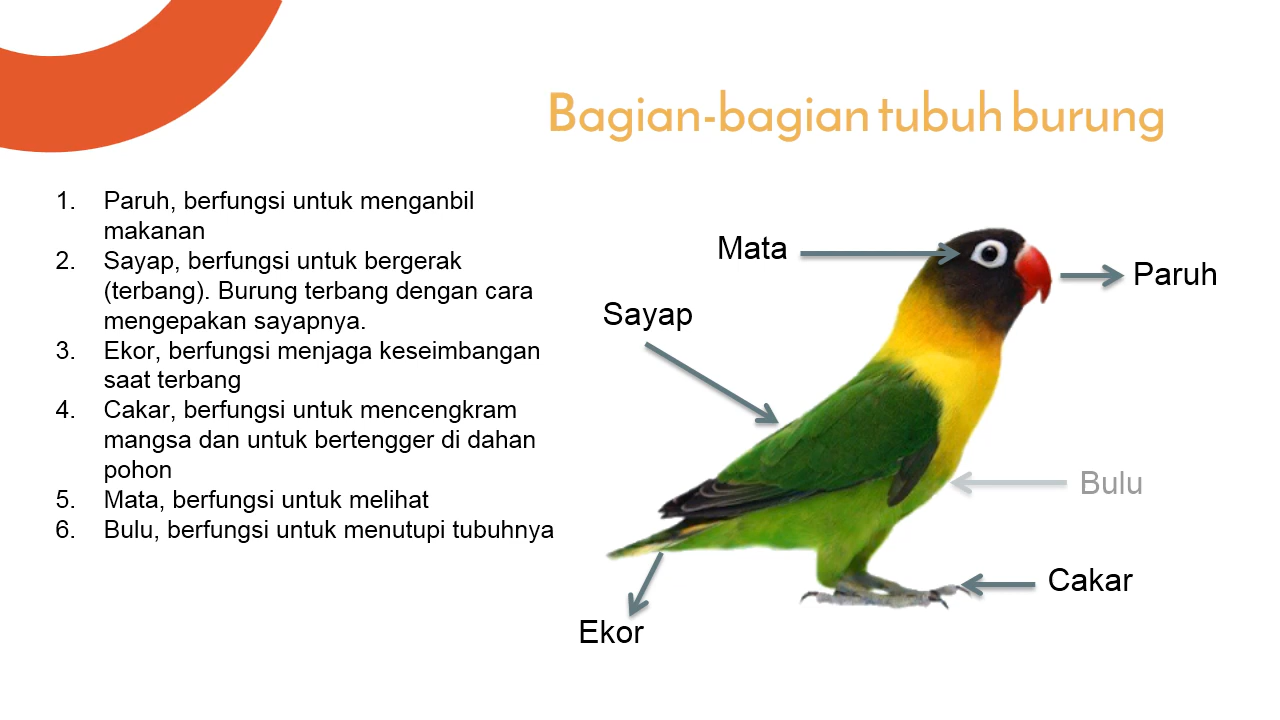 Bagian-bagian tubuh burung
1. Paruh, berfungsi untuk menganbil
makanan
2. Sayap, berfungsi untuk bergerak
(terbang). Burung terbang dengan cara
mengepakan sayapnya.
3. Ekor, berfungsi menjaga keseimbangan
saat terbang
4. Cakar, berfungsi untuk mencengkram
mangsa dan untuk bertengger di dahan
pohon
5. Mata, berfungsi untuk melihat
6. Bulu, berfungsi untuk menutupi tubuhnya
Mata
Paruh
Sayap
Bulu
Cakar
Ekor